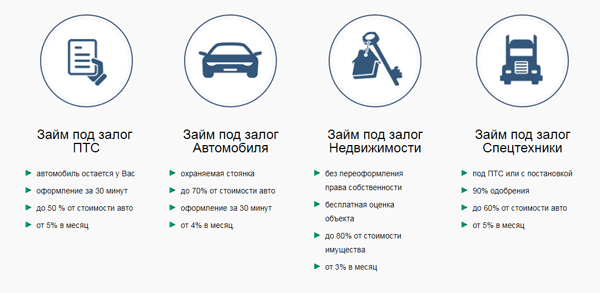 Займ под залог
ПТС
автомобиль остается у Вас
оформление за 30 минут
до 50 % от стоимости авто
от 5% в месяц
Займ под залог
Автомобиля
охраняемая стоянка
до 70% от стоимости авто
оформление за 30 минут
от 4% в месяц.
Займ под залог
Недвижимости
без переоформления
права собственности
бесплатная оценка
объекта
до 80% от стоимости
имущества
от 3% в месяц
Займ под залог
Спецтехники
под ПТС или с постановкой
90% одобрения
до 60% от стоимости авто
от 5% в месяц